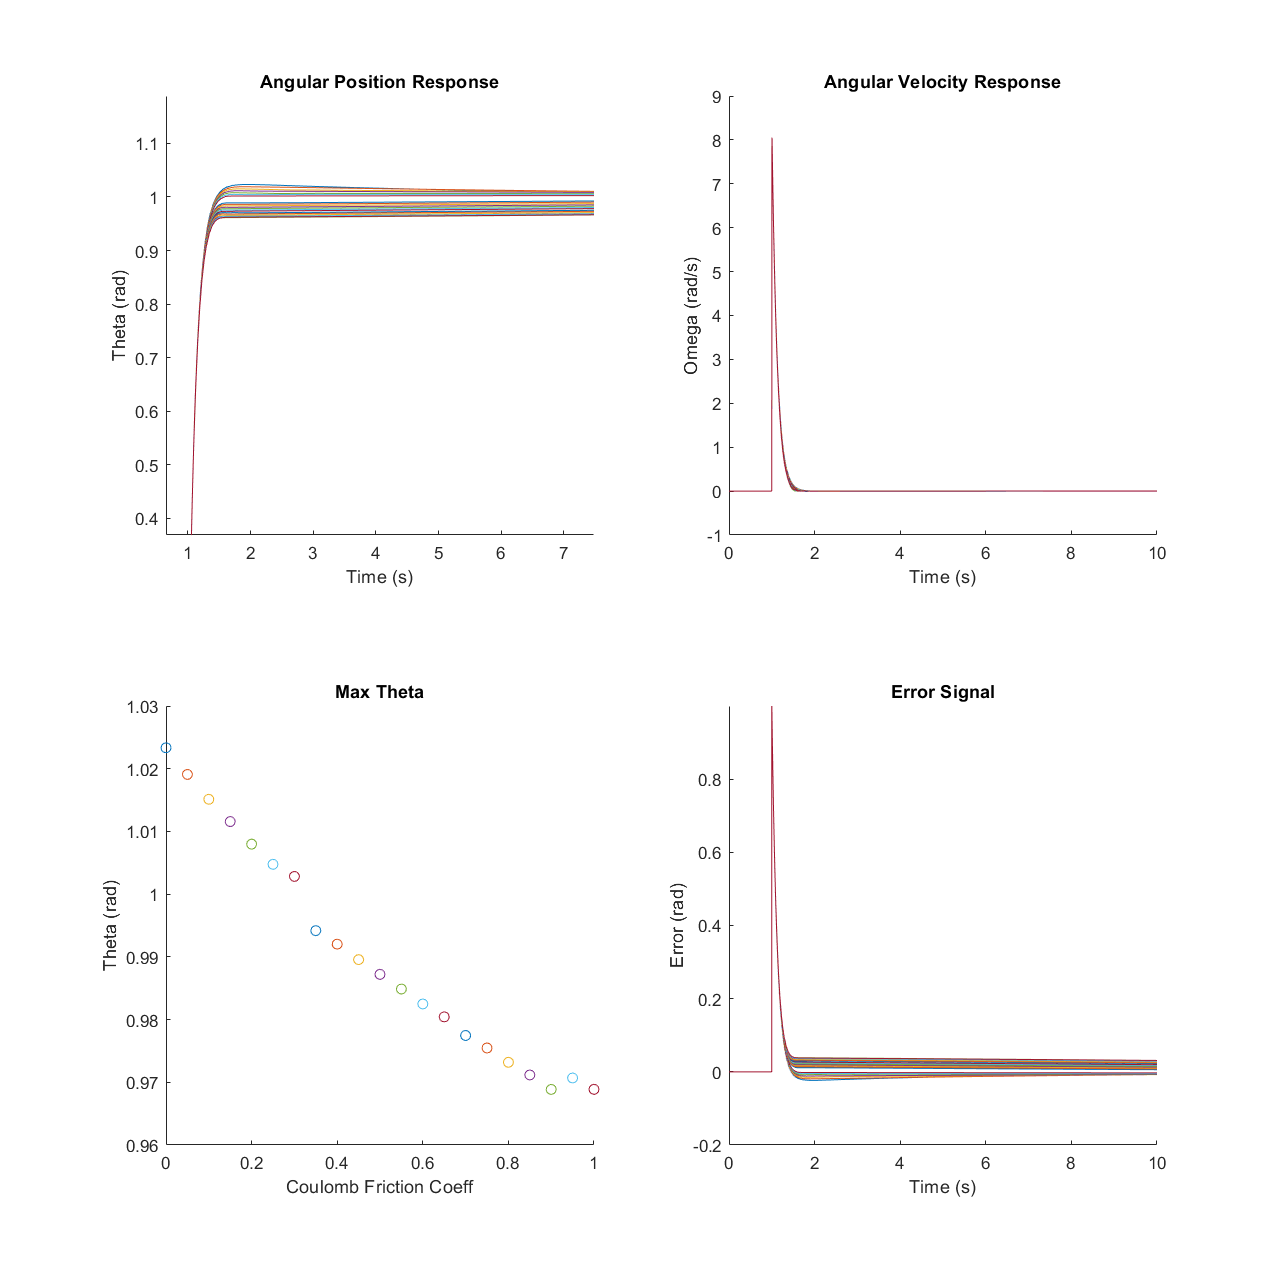 Angular Position Response
1.1
1
0.9
0.8
0.7
0.6
0.5
0.4
Theta (rad)
1 2 3 4 5 6 7
Time (s)
Angular Velocity Response
9
8
7
6
5
4
3
2
1
0
-1
Omega (rad/s)
0 2 4 6 8 10
Time (s)
Max Theta
1.03
1.02
1.01
1
0.99
0.98
0.97
0.96
Theta (rad)
0 0.2 0.4 0.6 0.8 1
Coulomb Friction Coeff
Error Signal
0.8
0.6
0.4
0.2
0
-0.2
Error (rad)
0 2 4 6 8 10
Time (s)